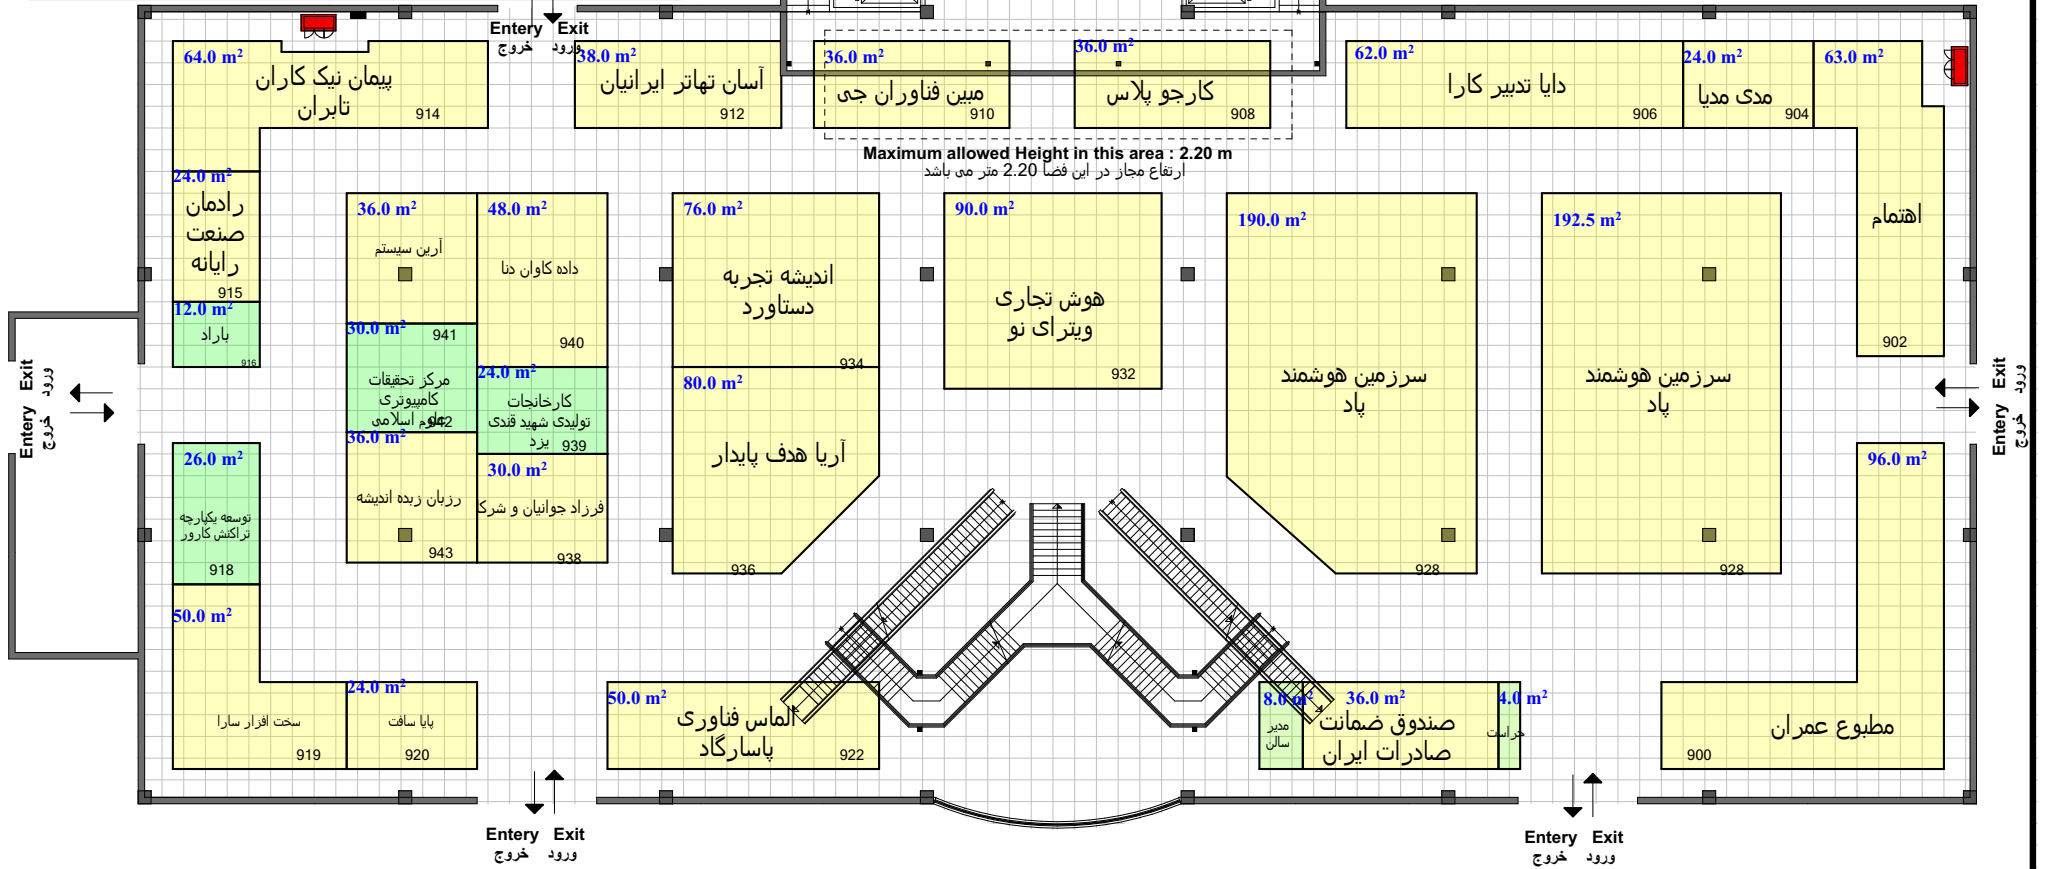 Entery Exit
خروج ورود
64.0 m²
پیمان نیک کاران
تابران
914
38.0 m²
آسان تهاتر ایرانیان
912
36.0 m²
مبین فناوران جی
910
36.0 m²
کارجو پلاس
908
62.0 m²
دایا تدبیر کارا
906
24.0 m²
مدی مدیا
904
63.0 m²
اهتمام
902
Maximum allowed Height in this area : 2.20 m
ارتفاع مجاز در این فضا 2.20 متر می باشد
24.0 m²
رادمان
صنعت
رایانه
915
12.0 m²
باراد
916
36.0 m²
آرین سیستم
941
48.0 m²
داده کاوان دنا
940
76.0 m²
اندیشه تجربه
دستاورد
934
90.0 m²
هوش تجاری
ویترای نو
932
190.0 m²
سرزمین هوشمند
پاد
928
192.5 m²
سرزمین هوشمند
پاد
928
30.0 m²
مرکز تحقیقات
کامپیوتری
علوم اسلامی
942
24.0 m²
کارخانجات
تولیدی شهید قندی
یزد
939
80.0 m²
آریا هدف پایدار
936
Entery Exit
خروج ورود
Entery Exit
خروج ورود
26.0 m²
توسعه یکپارچه
تراکنش کارور
918
36.0 m²
رزبان زبده اندیشه
943
30.0 m²
فرزاد جوانیان و شرکا
938
96.0 m²
مطبوع عمران
900
50.0 m²
سخت افزار سارا
919
24.0 m²
پایا سافت
920
50.0 m²
الماس فناوری
پاسارگاد
922
8.0 m²
مدیر
سالن
36.0 m²
صندوق ضمانت
صادرات ایران
4.0 m²
حراست
Entery Exit
خروج ورود
Entery Exit
خروج ورود